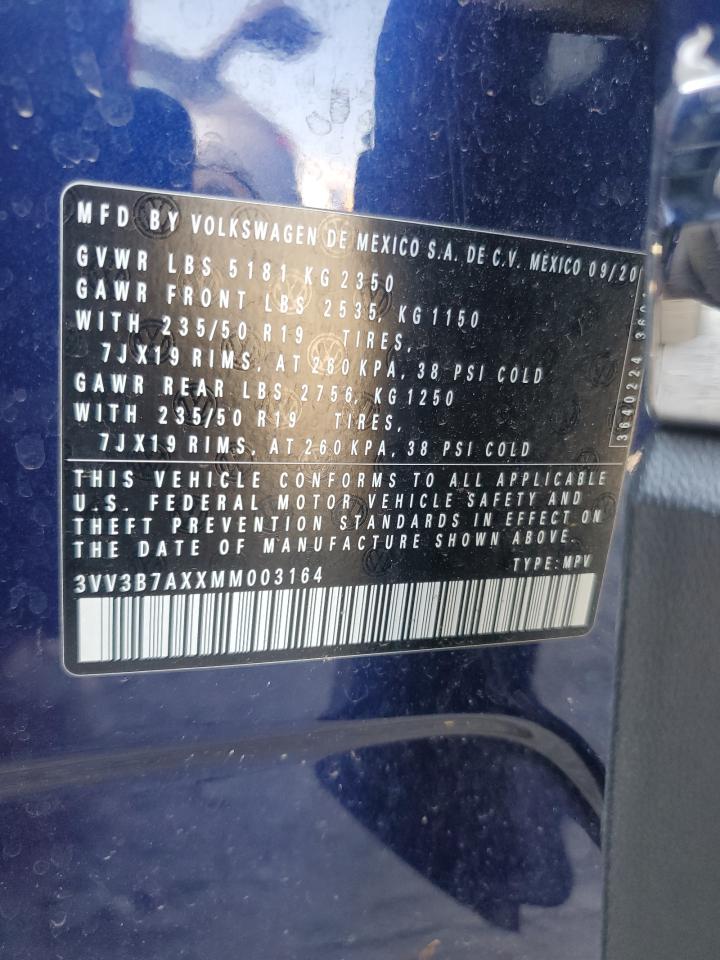 MFD BY VOLKSWAGEN DE MEXICO S.A. DE C.V. MEXICO 09/20
GVWR LBS 5181 KG 2350
GAWR FRONT LBS 2535, KG 1150
WITH 235/50 R19 TIRES,
7JX19 RIMS, AT 260 KPA, 38 PSI COLD
GAWR REAR LBS 2756, KG 1250
WITH 235/50 R19 TIRES,
7JX19 RIMS, AT 260 KPA, 38 PSI COLD
THIS VEHICLE CONFORMS TO ALL APPLICABLE
U.S. FEDERAL MOTOR VEHICLE SAFETY AND
THEFT PREVENTION STANDARDS IN EFFECT ON
THE DATE OF MANUFACTURE SHOWN ABOVE.
3VV3B7AXXMM003164 TYPE: MPV
3640224